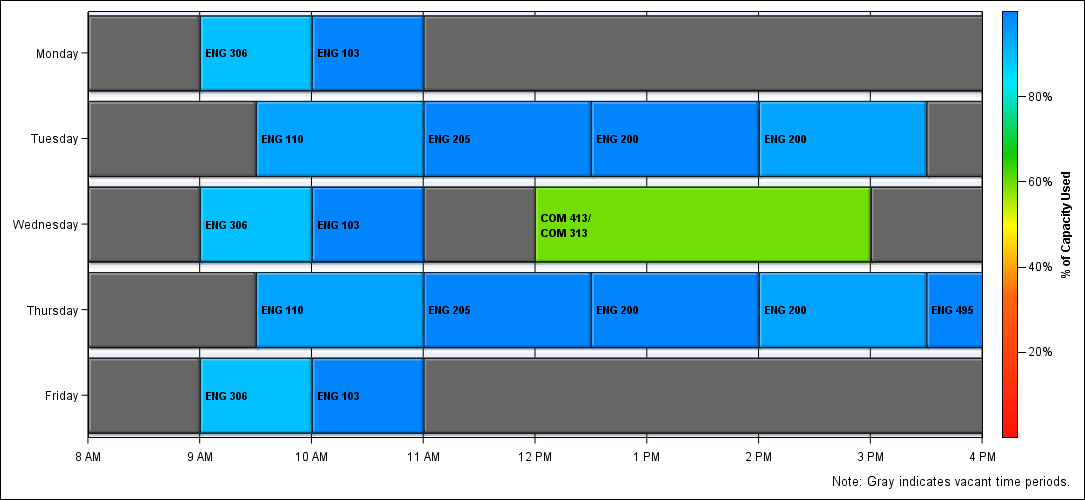 Monday
ENG 306
ENG 103
Tuesday
ENG 110
ENG 205
ENG 200
ENG 200
Wednesday
ENG 306
ENG 103
COM 413/
COM 313
Thursday
ENG 110
ENG 205
ENG 200
ENG 200
ENG 495
Friday
ENG 306
ENG 103
8 AM
9 AM
10 AM
11 AM
12 PM
1 PM
2 PM
3 PM
4 PM
80%
60%
40%
20%
% of Capacity Used
Note: Gray indicates vacant time periods.